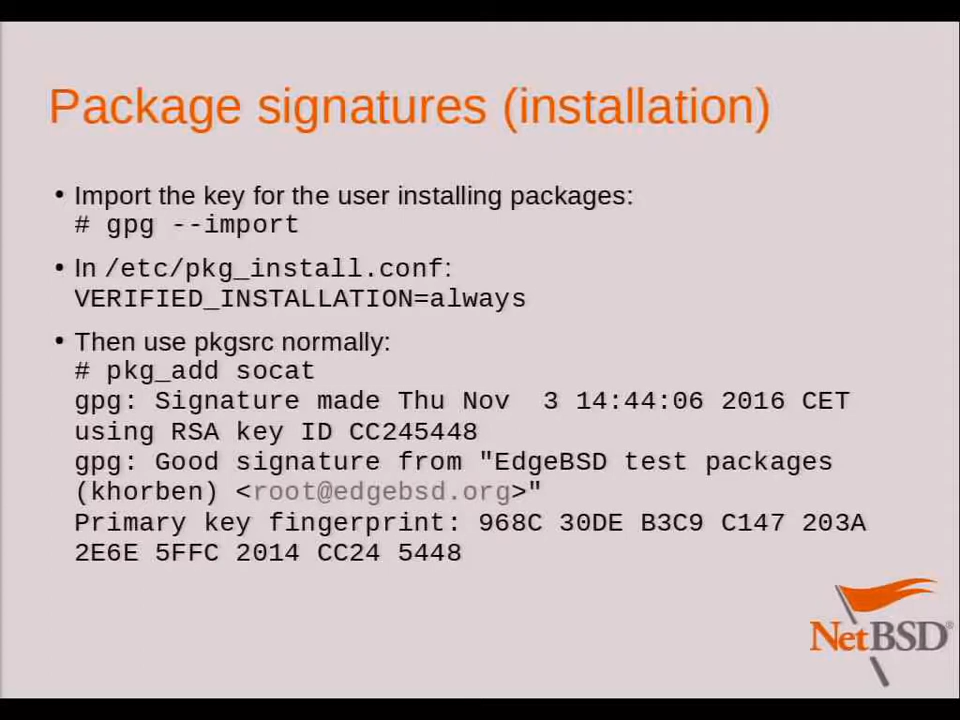 Package signatures (installation)
• Import the key for the user installing packages:
# gpg --import
• In /etc/pkg_install.conf:
VERIFIED_INSTALLATION=always
• Then use pkgsrc normally:
# pkg_add socat
gpg: Signature made Thu Nov  3 14:44:06 2016 CET
using RSA key ID CC245448
gpg: Good signature from "EdgeBSD test packages
(khorben) <root@edgebsd.org>"
Primary key fingerprint: 968C 30DE B3C9 C147 203A
2E6E 5FFC 2014 CC24 5448
NetBSD®